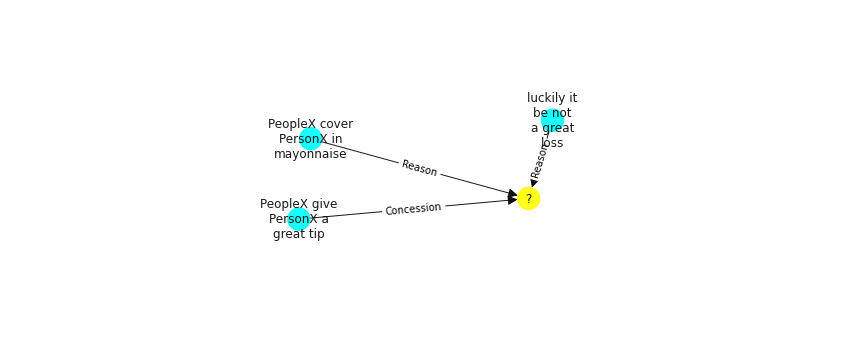 luckily it
be not
a great
loss
PeopleX cover
PersonX in
mayonnaise
Reason
Reason
PeopleX give
PersonX a
great tip
Concession
?